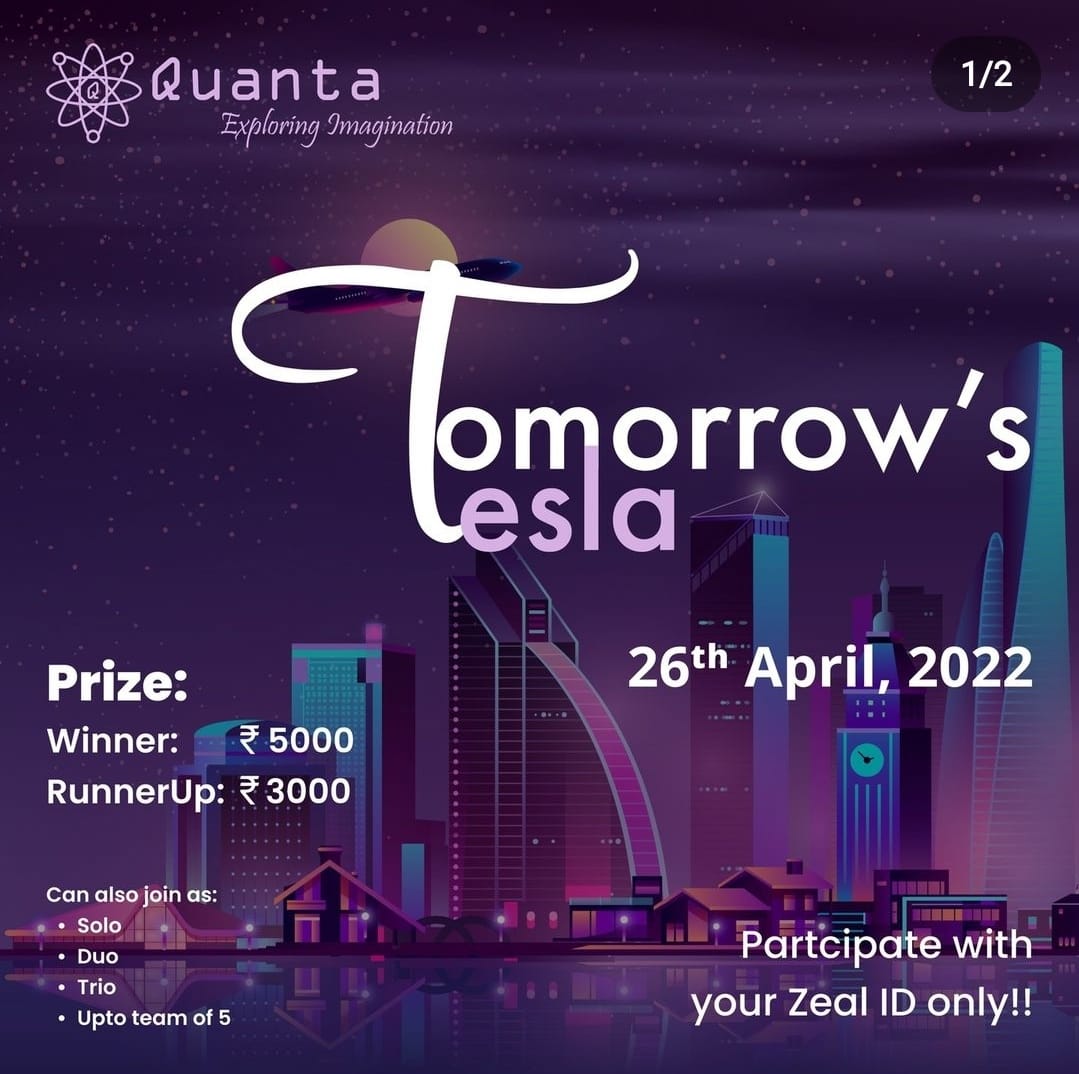 Quanta
Exploring Imagination
1/2
Tomorrow's
Tesla
26th April, 2022
Prize:
Winner: ₹ 5000
RunnerUp: ₹ 3000
Can also join as:
• Solo
• Duo
• Trio
• Upto team of 5
Partcipate with
your Zeal ID only!!